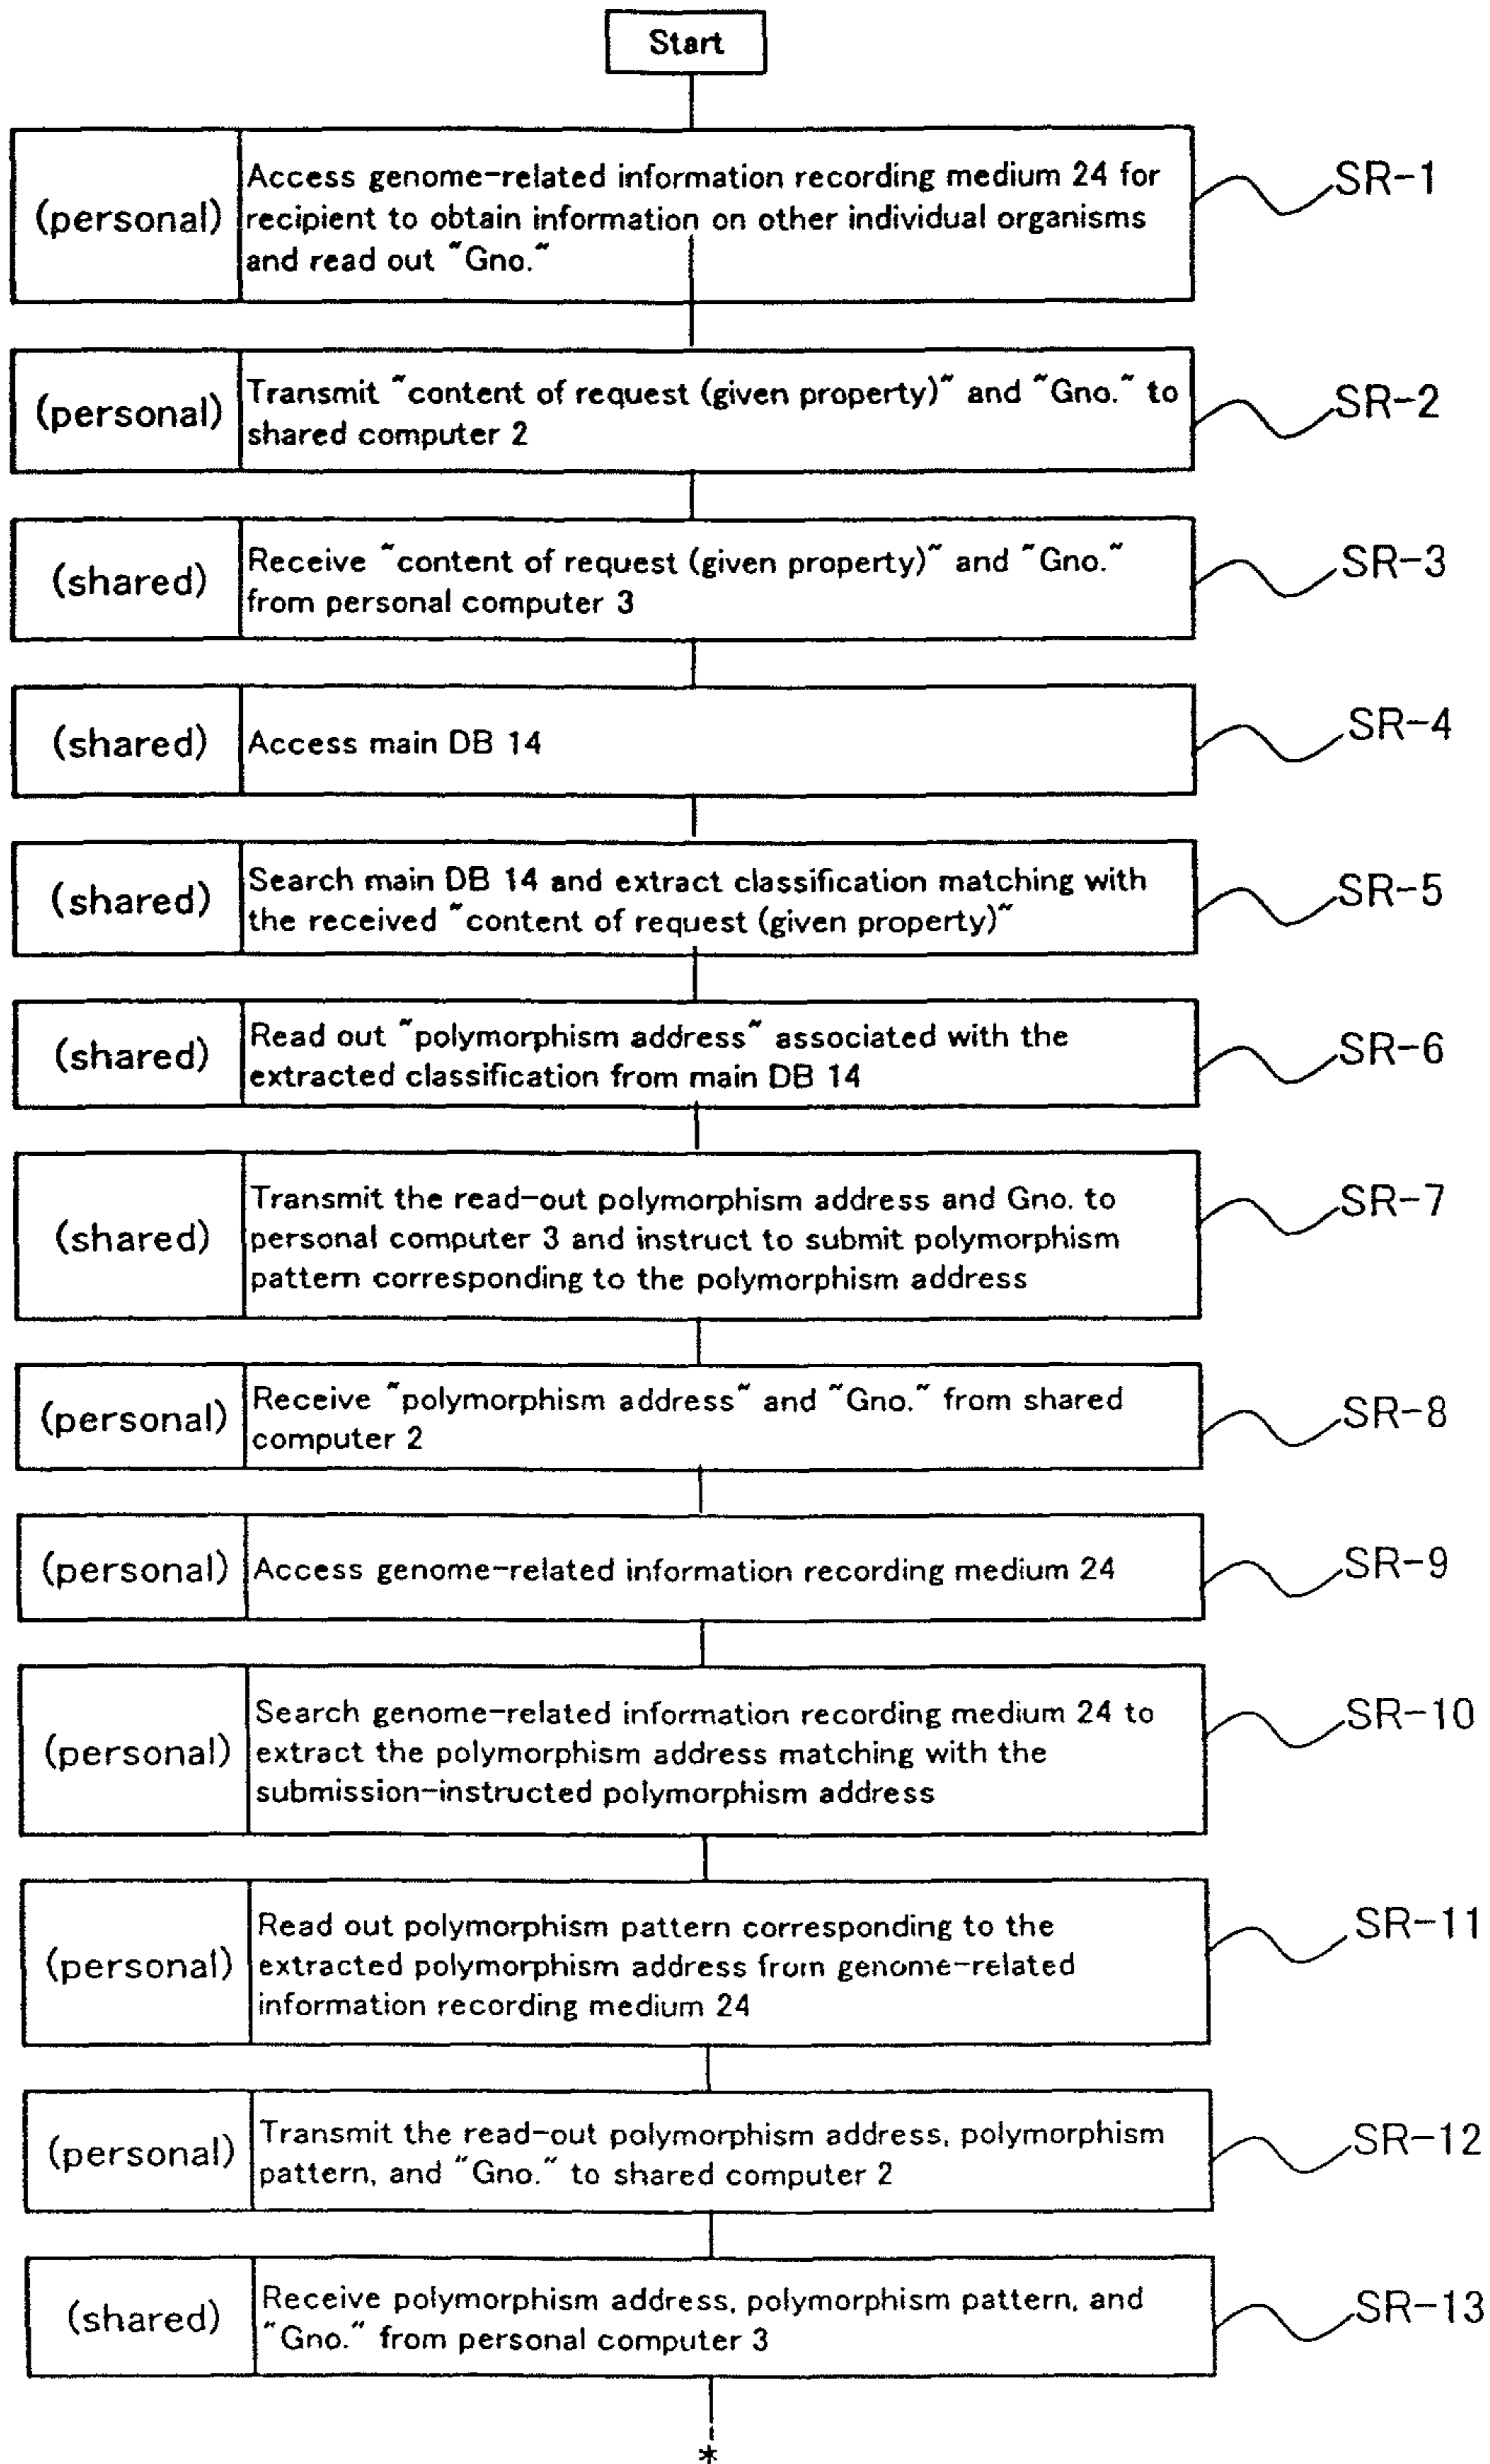 Start
(personal)
Access genome-related information recording medium 24 for
recipient to obtain information on other individual organisms
and read out "Gno."
SR-1
(personal)
Transmit "content of request (given property)" and "Gno." to
shared computer 2
SR-2
(shared)
Receive "content of request (given property)" and "Gno."
from personal computer 3
SR-3
(shared)
Access main DB 14
SR-4
(shared)
Search main DB 14 and extract classification matching with
the received "content of request (given property)"
SR-5
(shared)
Read out "polymorphism address" associated with the
extracted classification from main DB 14
SR-6
(shared)
Transmit the read-out polymorphism address and Gno. to
personal computer 3 and instruct to submit polymorphism
pattern corresponding to the polymorphism address
SR-7
(personal)
Receive "polymorphism address" and "Gno." from shared
computer 2
SR-8
(personal)
Access genome-related information recording medium 24
SR-9
(personal)
Search genome-related information recording medium 24 to
extract the polymorphism address matching with the
submission-instructed polymorphism address
SR-10
(personal)
Read out polymorphism pattern corresponding to the
extracted polymorphism address from genome-related
information recording medium 24
SR-11
(personal)
Transmit the read-out polymorphism address, polymorphism
pattern, and "Gno." to shared computer 2
SR-12
(shared)
Receive polymorphism address, polymorphism pattern, and
"Gno." from personal computer 3
SR-13
*